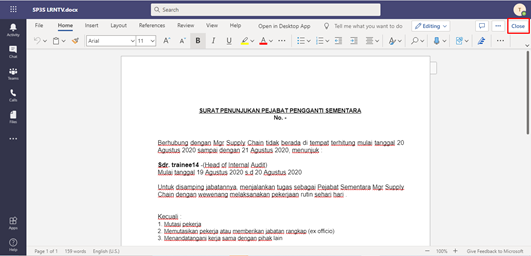 SP3S LRNTV.docx
Search
T
File Home Insert Layout References Review View Help Open in Desktop App Tell me what you want to do Editing Close
Arial 11 B I U A
Activity
Chat
Teams
Calls
Files
Apps
Help
SURAT PENUNJUKAN PEJABAT PENGGANTI SEMENTARA
No. -
Berhubung dengan Mgr Supply Chain tidak berada di tempat terhitung mulai tanggal 20
Agustus 2020 sampai dengan 21 Agustus 2020, menunjuk
Sdr. trainee14 -(Head of Internal Audit)
Mulai tanggal 19 Agustus 2020 s.d 20 Agustus 2020
Untuk disamping jabatannya, menjalankan tugas sebagai Pejabat Sementara Mgr Supply
Chain dengan wewenang melaksanakan pekerjaan rutin sehari hari
Kecuali
1. Mutasi pekerja
2. Memutasikan pekerja atau memberikan jabatan rangkap (ex officio)
3. Menandatangani kerja sama dengan pihak lain
Page 1 of 1 159 words English (U.S.) 100% Give Feedback to Microsoft